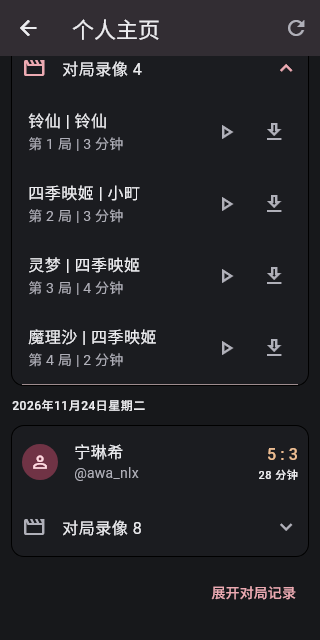 个人主页
对局录像 4
铃仙 | 铃仙
第 1 局 | 3 分钟
四季映姬 | 小町
第 2 局 | 3 分钟
灵梦 | 四季映姬
第 3 局 | 4 分钟
魔理沙 | 四季映姬
第 4 局 | 2 分钟
2026年11月24日星期二
宁琳希
5 : 3
@awa_nlx
28 分钟
对局录像 8
展开对局记录